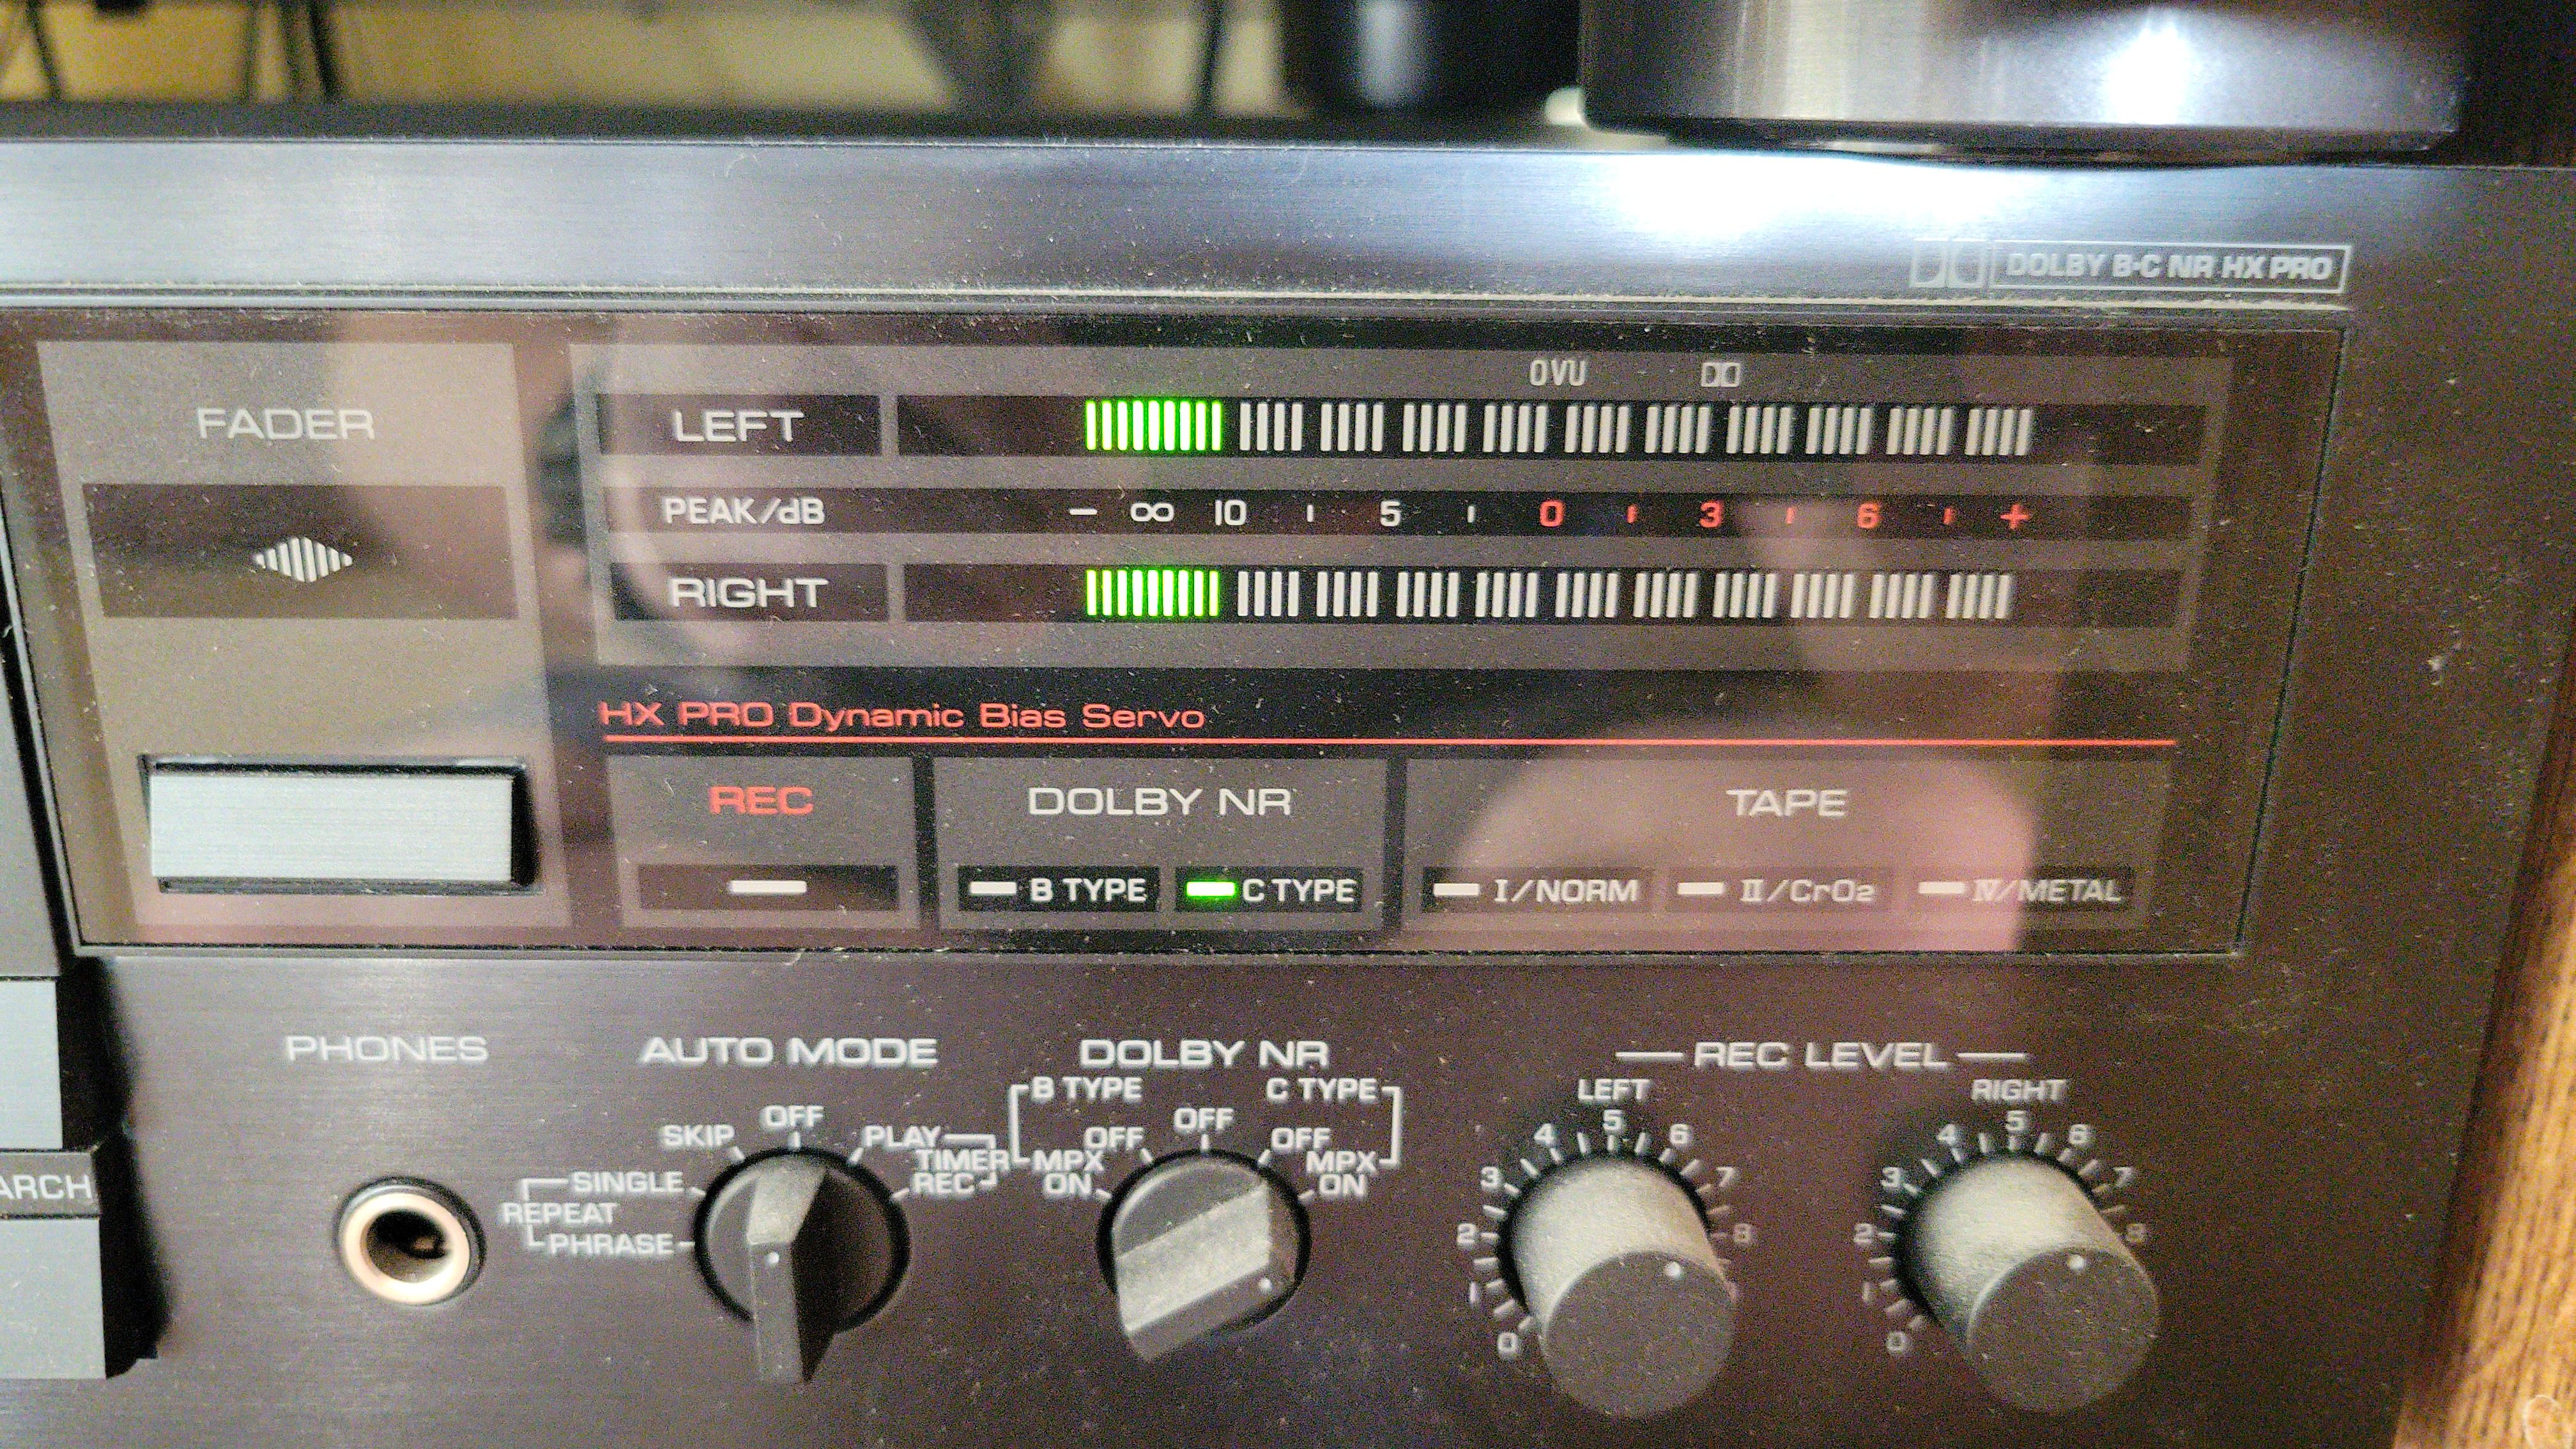 DOLBY B·C NR HX PRO
FADER
0VU
LEFT
PEAK/dB
– ∞ 10 5 0 3 6 +
RIGHT
HX PRO Dynamic Bias Servo
REC
DOLBY NR
B TYPE
C TYPE
TAPE
I/NORM
II/CrO2
IV/METAL
PHONES
AUTO MODE
SINGLE
REPEAT
PHRASE
SKIP
OFF
PLAY
TIMER
REC
DOLBY NR
B TYPE
C TYPE
MPX
ON
OFF
OFF
OFF
MPX
ON
REC LEVEL
LEFT
0 1 2 3 4 5 6 7 8
RIGHT
0 1 2 3 4 5 6 7 8
ARCH